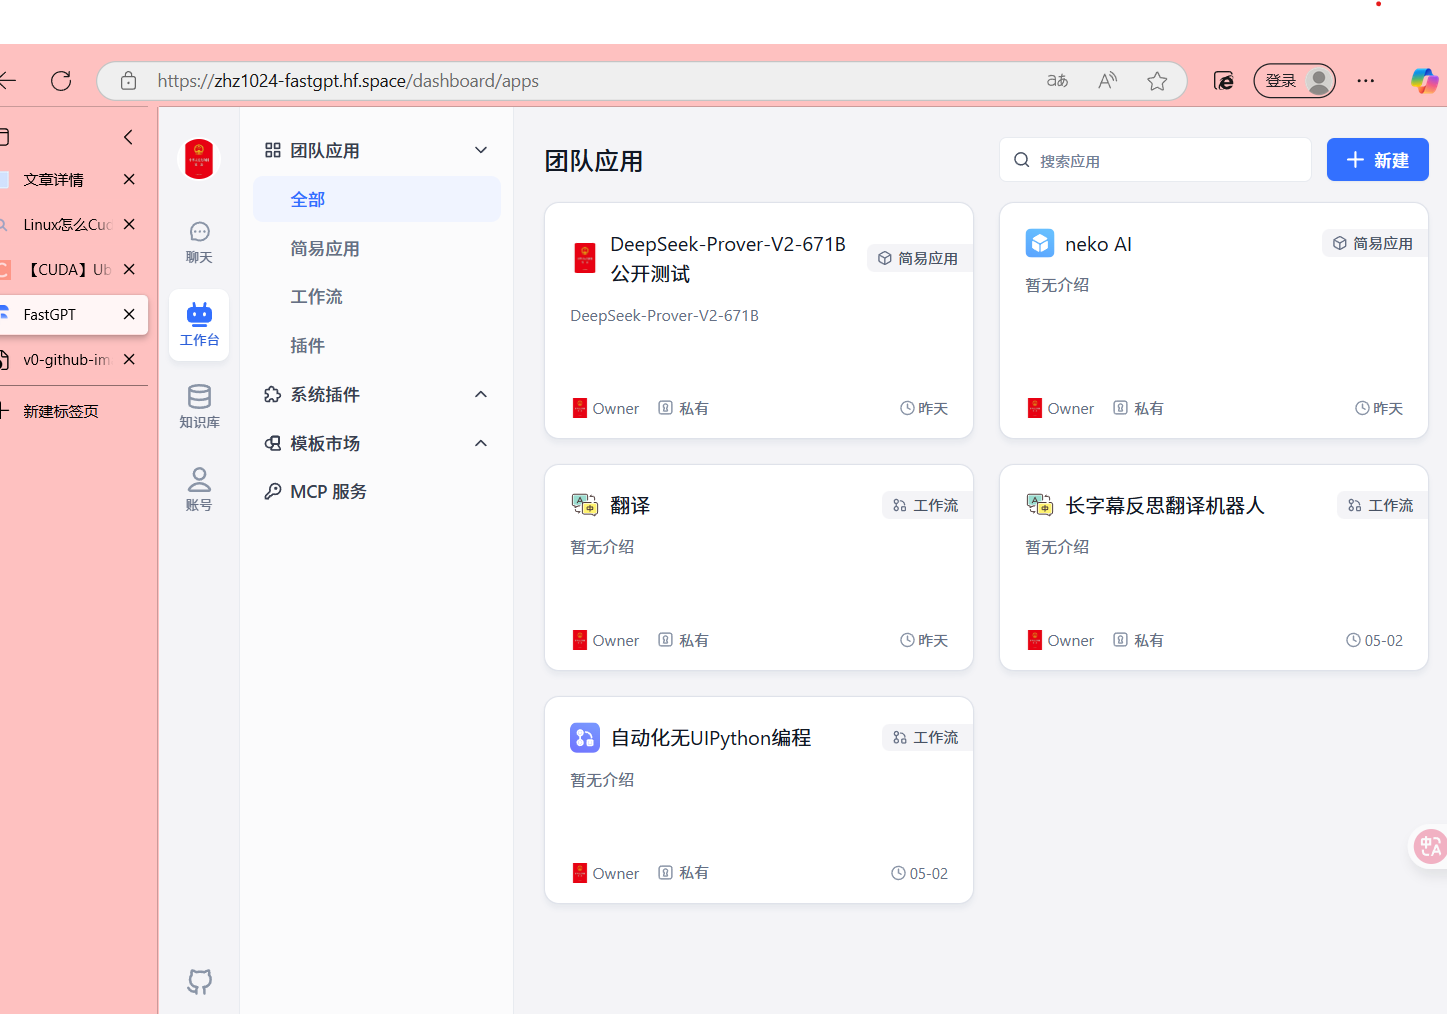 https://zhz1024-fastgpt.hf.space/dashboard/apps
登录
文章详情
Linux怎么Cud
【CUDA】Ub
FastGPT
v0-github-im
新建标签页
聊天
工作台
知识库
账号
团队应用
全部
简易应用
工作流
插件
系统插件
模板市场
MCP 服务
团队应用
搜索应用
新建
DeepSeek-Prover-V2-671B
公开测试
简易应用
DeepSeek-Prover-V2-671B
Owner 私有 昨天
neko AI
简易应用
暂无介绍
Owner 私有 昨天
翻译
工作流
暂无介绍
Owner 私有 昨天
长字幕反思翻译机器人
工作流
暂无介绍
Owner 私有 05-02
自动化无UIPython编程
工作流
暂无介绍
Owner 私有 05-02